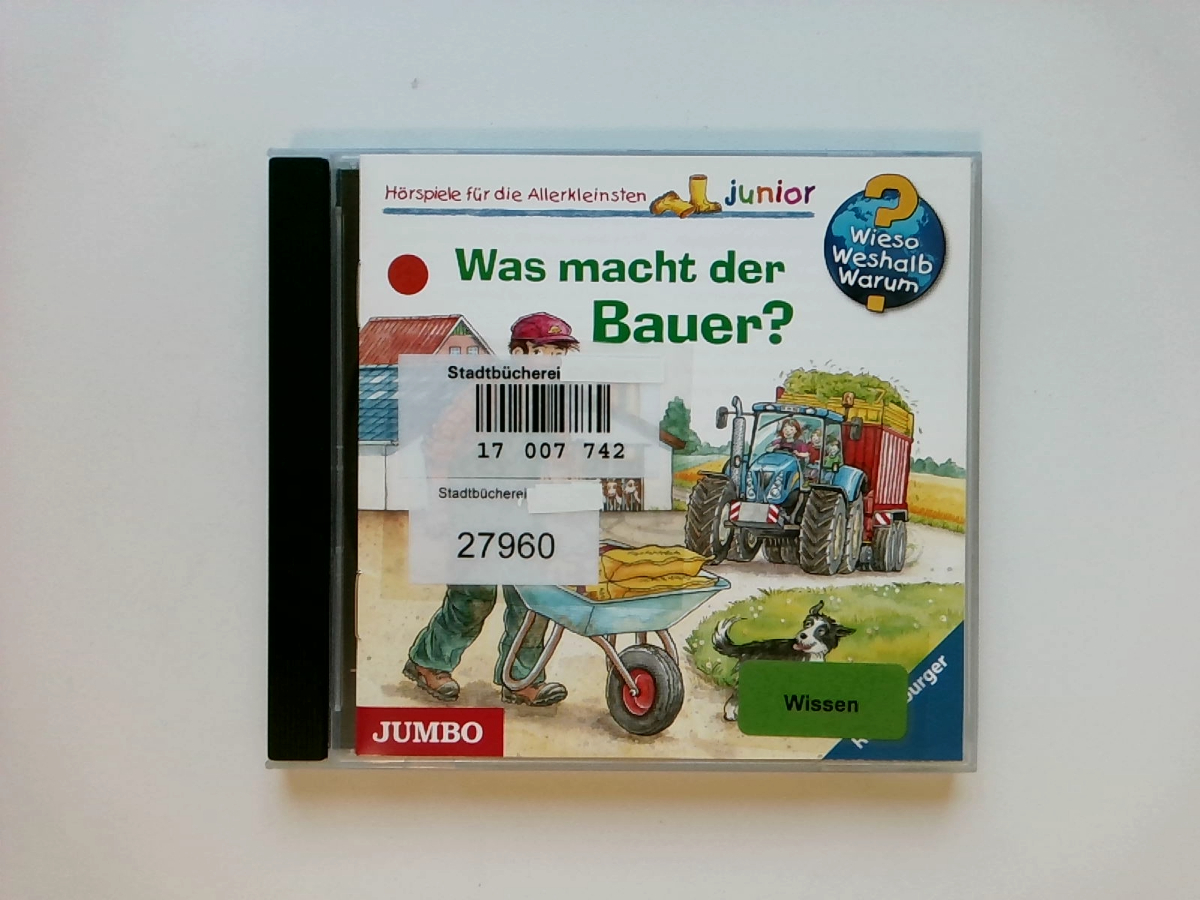 Hörspiele für die Allerkleinsten junior
Wieso
Weshalb
Warum
?
Was macht der
Bauer?
Stadtbücherei
17 007 742
Stadtbücherei
27960
Wissen
JUMBO